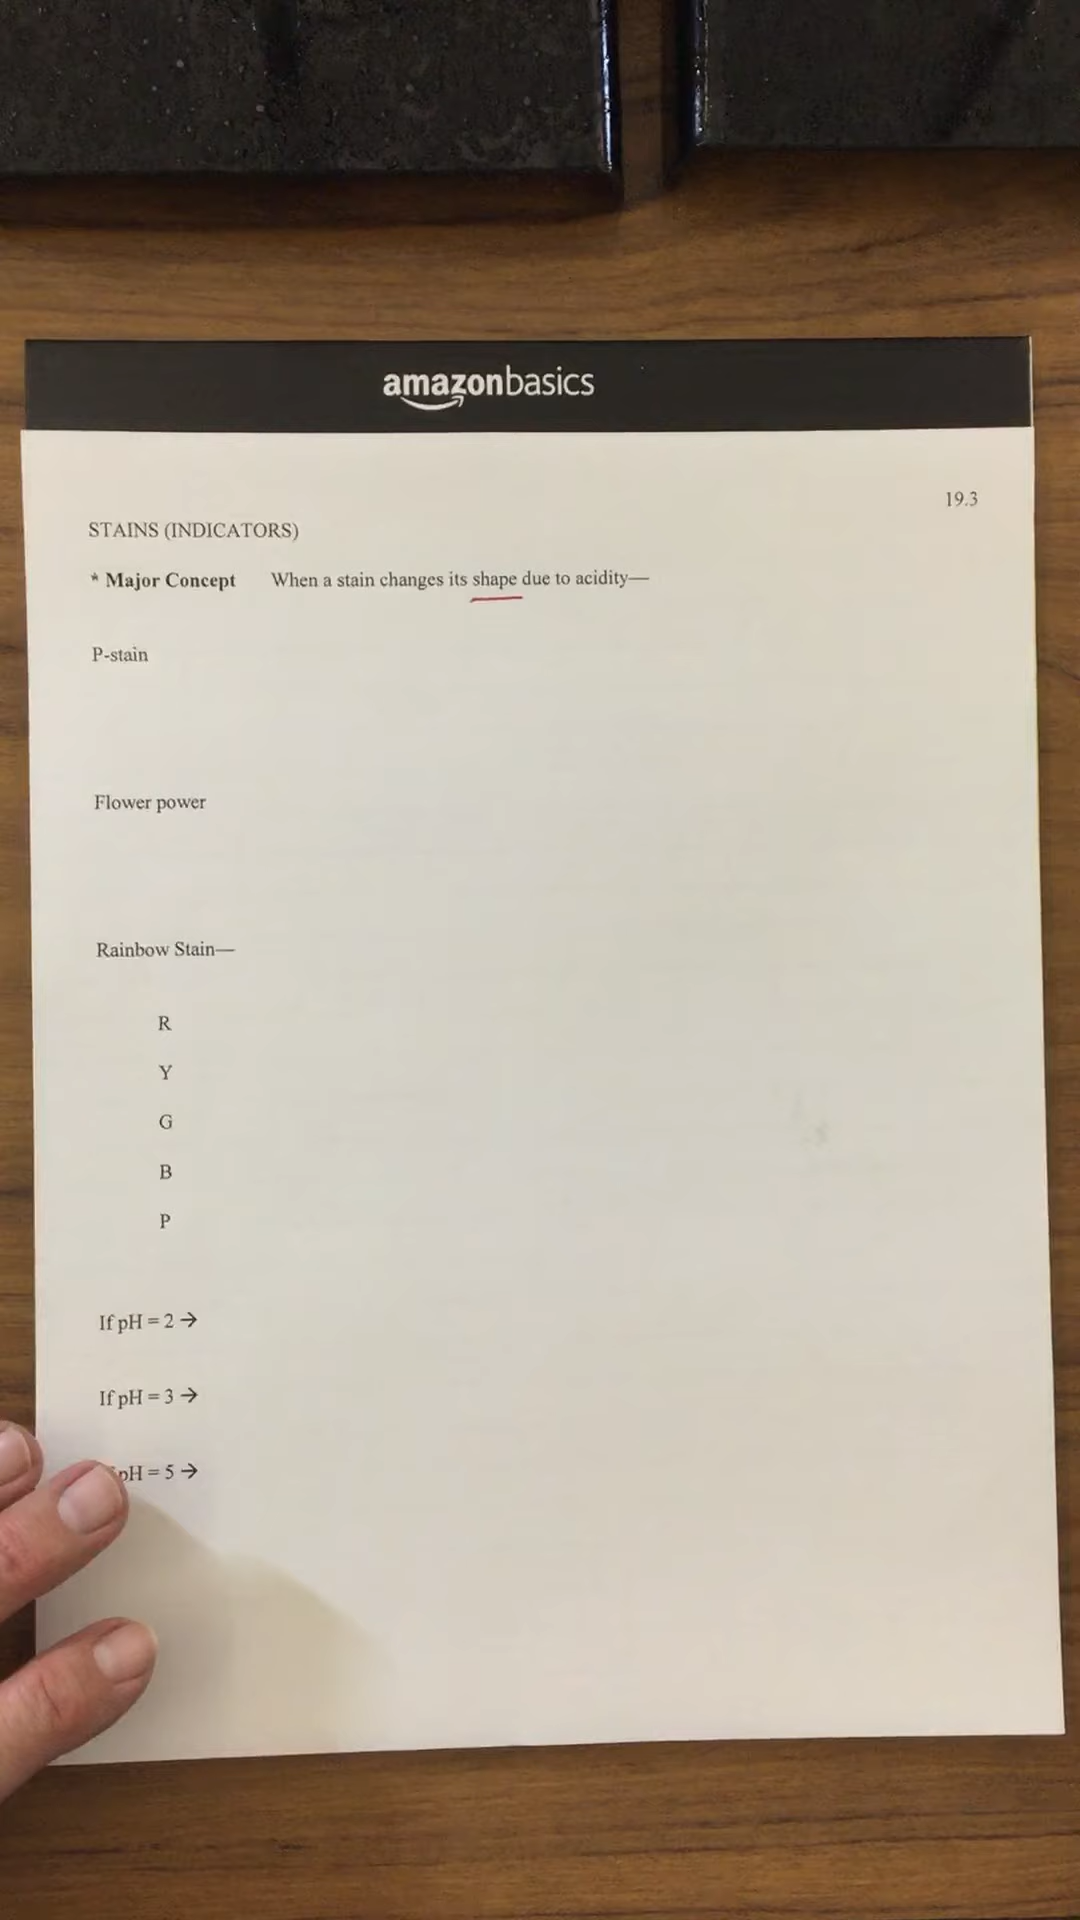 amazonbasics
19.3
STAINS (INDICATORS)
* Major Concept When a stain changes its shape due to acidity—
P-stain
Flower power
Rainbow Stain—
R
Y
G
B
P
If pH = 2 →
If pH = 3 →
pH = 5 →